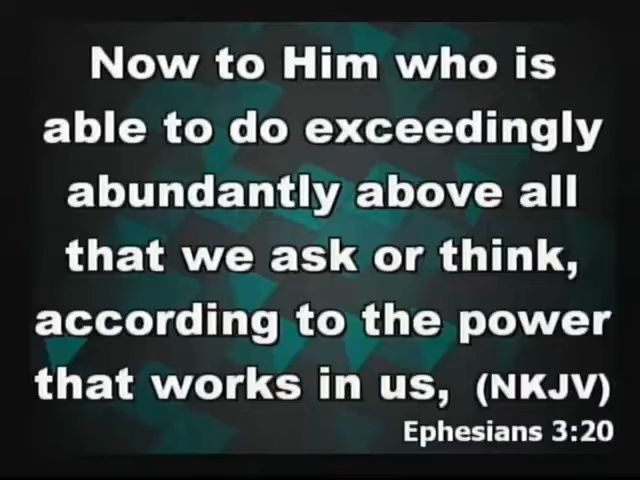 Now to Him who is
able to do exceedingly
abundantly above all
that we ask or think,
according to the power
that works in us, (NKJV)
Ephesians 3:20